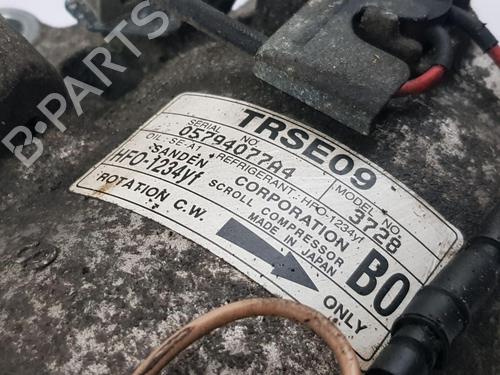 B-PARTS
TRSE09
SERIAL NO. MODEL NO.
05794077A4 3728
OIL:SE-A1 REFRIGERANT:HFO-1234yf
SANDEN CORPORATION
HFO-1234yf SCROLL COMPRESSOR
MADE IN JAPAN
ROTATION C.W. B0
ONLY